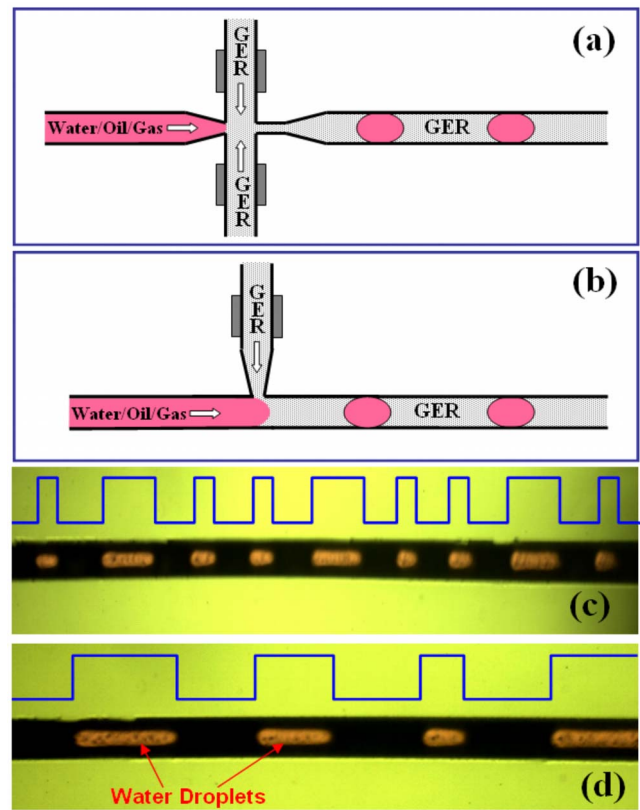 (a)
GER
Water/Oil/Gas
GER
GER
(b)
GER
Water/Oil/Gas
GER
(c)
(d)
Water Droplets